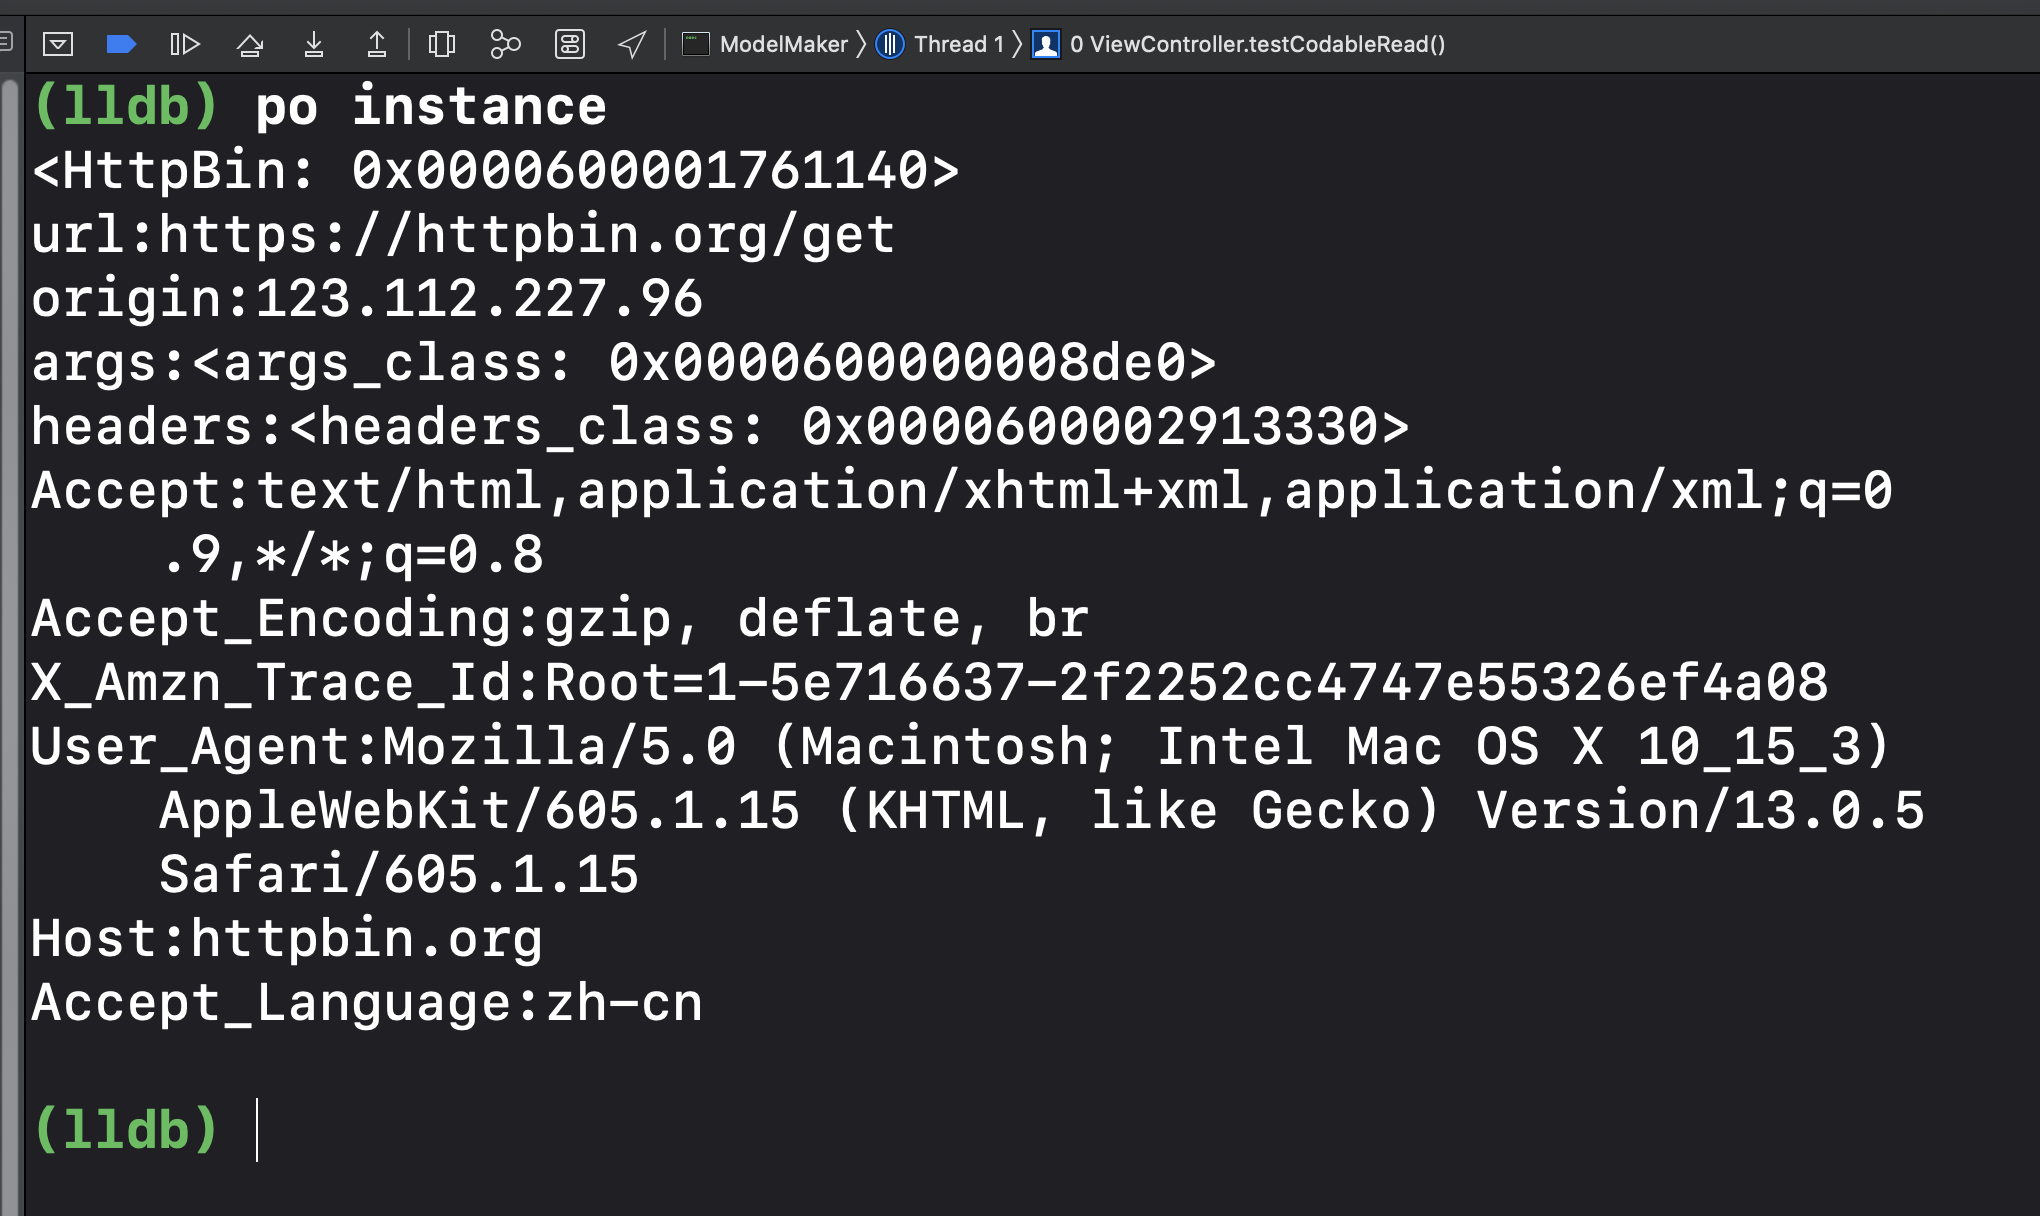 ModelMaker 〉 Thread 1 〉 0 ViewController.testCodableRead()
(lldb) po instance
<HttpBin: 0x0000600001761140>
url:https://httpbin.org/get
origin:123.112.227.96
args:<args_class: 0x0000600000008de0>
headers:<headers_class: 0x0000600002913330>
Accept:text/html,application/xhtml+xml,application/xml;q=0
.9,*/*;q=0.8
Accept_Encoding:gzip, deflate, br
X_Amzn_Trace_Id:Root=1-5e716637-2f2252cc4747e55326ef4a08
User_Agent:Mozilla/5.0 (Macintosh; Intel Mac OS X 10_15_3)
AppleWebKit/605.1.15 (KHTML, like Gecko) Version/13.0.5
Safari/605.1.15
Host:httpbin.org
Accept_Language:zh-cn
(lldb)